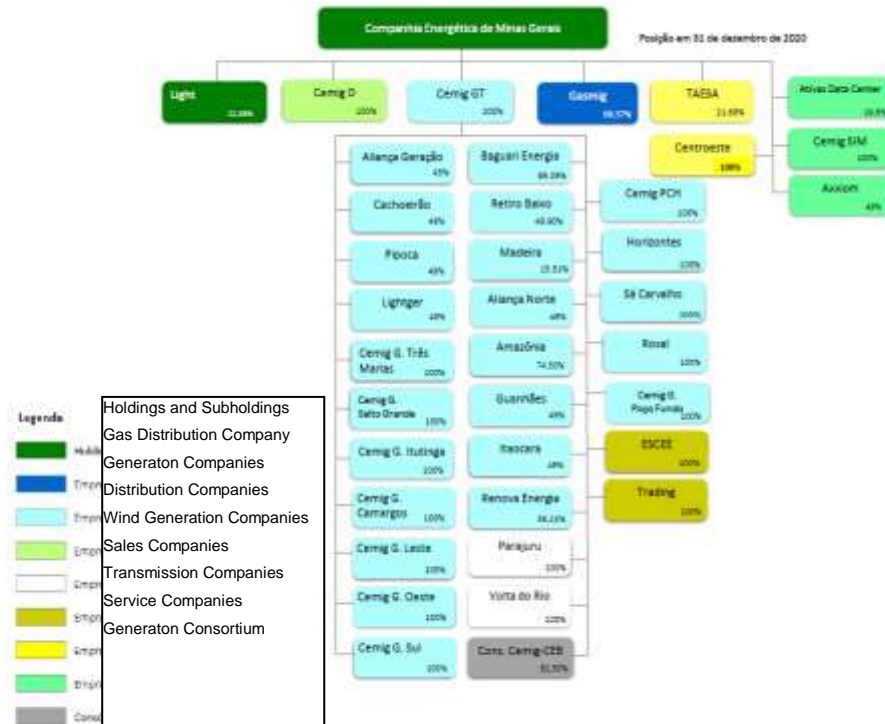 Companhia Energética de Minas Gerais
Posição em 31 de dezembro de 2020
Light
Cemig D
100%
Cemig GT
100%
Gasmig
TAESA
Ativas Data Center
Centroeste
100%
Cemig SIM
100%
Axxiom
49%
Aliança Geração
45%
Baguari Energia
Cemig PCH
100%
Cachoeirão
49%
Retiro Baixo
49,90%
Horizontes
100%
Pipoca
49%
Madeira
Sá Carvalho
100%
Lightger
49%
Aliança Norte
49%
Rosal
100%
Cemig G. Três
Marias
100%
Amazônia
74,50%
Cemig G.
Poço Fundo
100%
Cemig G.
Salto Grande
100%
Guanhães
49%
ESCEE
100%
Cemig G. Itutinga
100%
Itaocara
49%
Trading
100%
Cemig G.
Camargos
100%
Renova Energia
Cemig G. Leste
100%
Parajuru
100%
Cemig G. Oeste
100%
Volta do Rio
100%
Cemig G. Sul
100%
Cons. Cemig-CEB
Legenda
Holdings and Subholdings
Gas Distribution Company
Generaton Companies
Distribution Companies
Wind Generation Companies
Sales Companies
Transmission Companies
Service Companies
Generaton Consortium